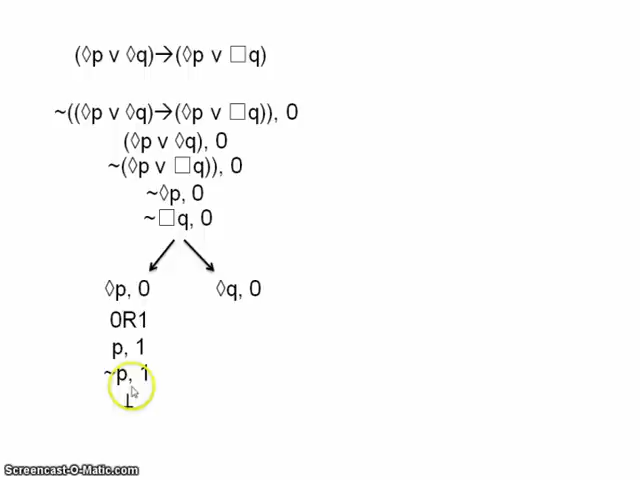 (◊p v ◊q)→(◊p v □q)
~((◊p v ◊q)→(◊p v □q)), 0
(◊p v ◊q), 0
~(◊p v □q)), 0
~◊p, 0
~□q, 0
◊p, 0 ◊q, 0
0R1
p, 1
~p, 1
⊥
Screencast-O-Matic.com